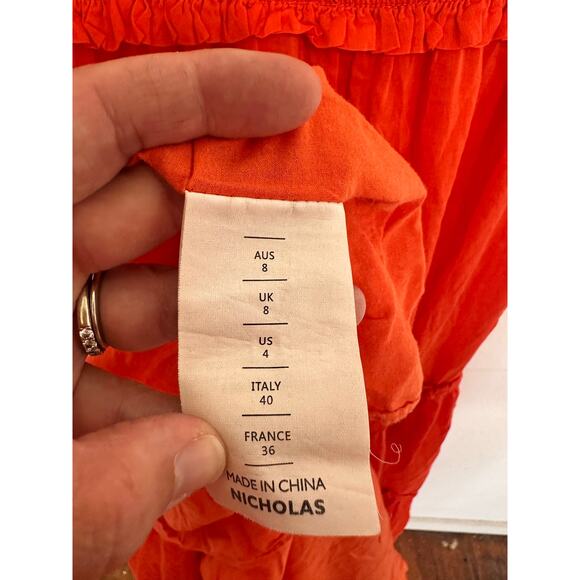 AUS
8
UK
8
US
4
ITALY
40
FRANCE
36
MADE IN CHINA
NICHOLAS